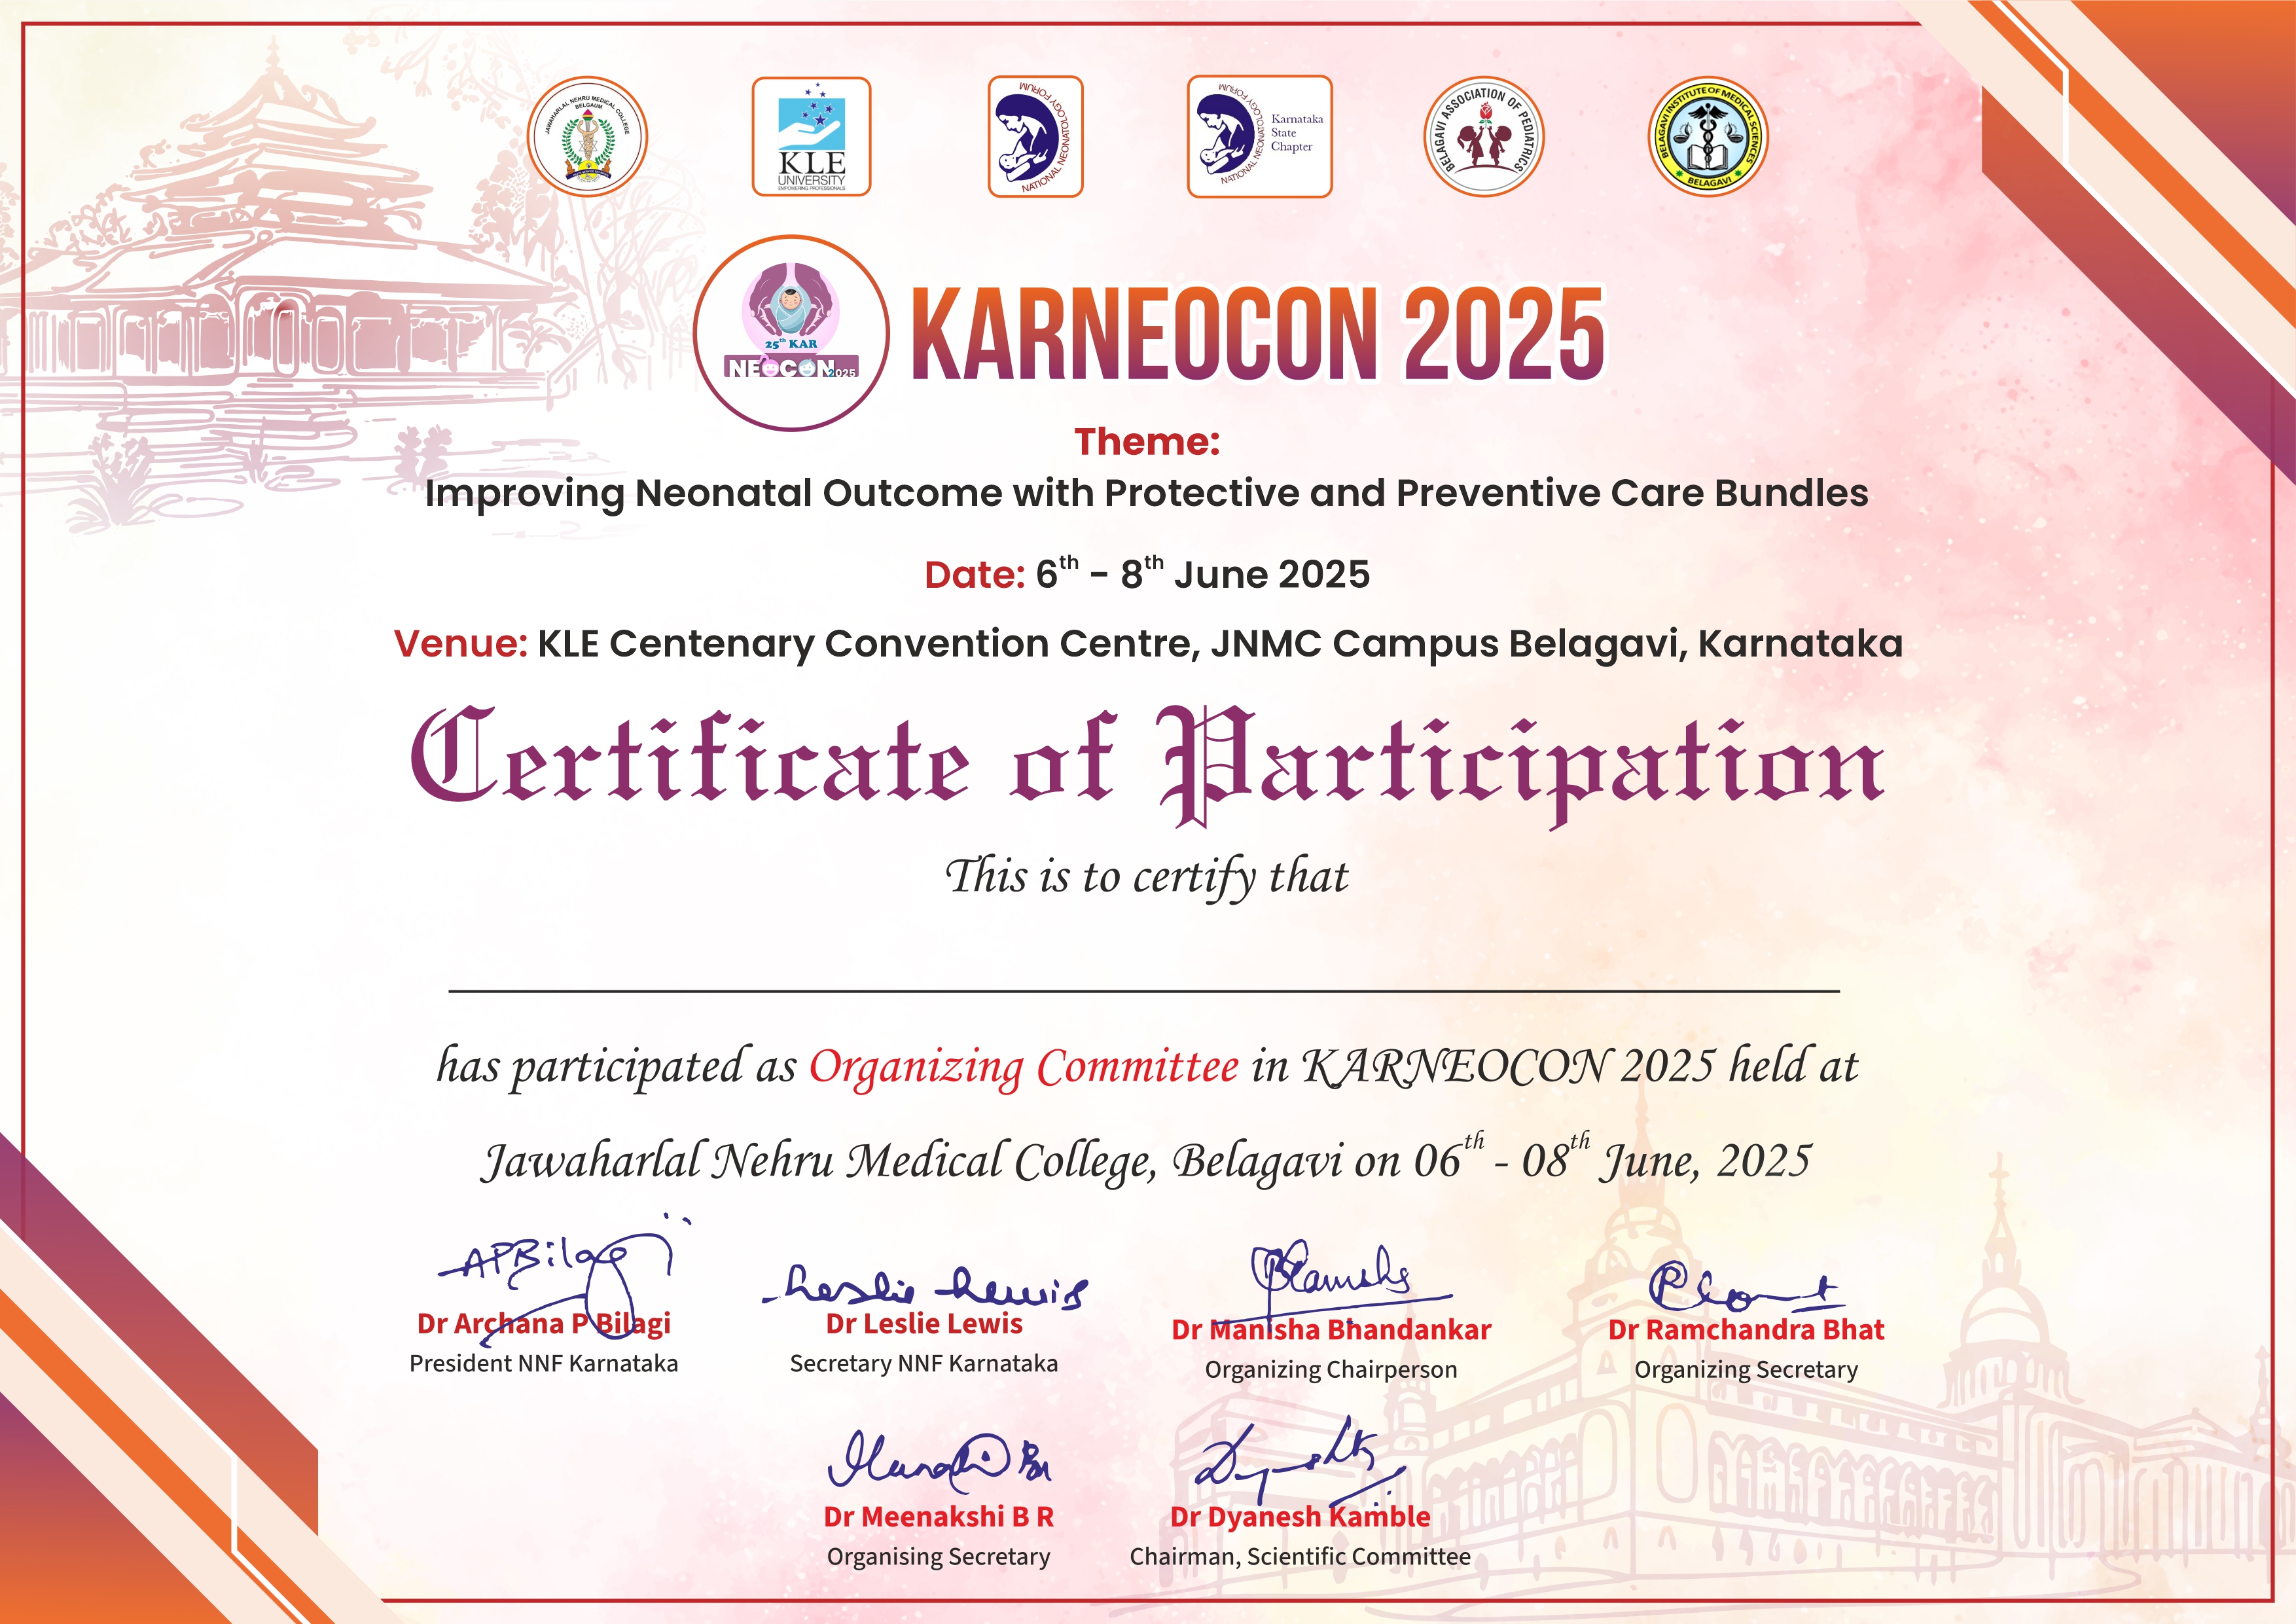 JAWAHARLAL NEHRU MEDICAL COLLEGE
BELGAUM
KLE
UNIVERSITY
EMPOWERING PROFESSIONALS
NATIONAL NEONATOLOGY FORUM
NATIONAL NEONATOLOGY FORUM
Karnataka
State
Chapter
BELAGAVI ASSOCIATION OF PEDIATRICS
BELAGAVI INSTITUTE OF MEDICAL SCIENCES
BELAGAVI
25th KAR
NEOCON 2025
KARNEOCON 2025
Theme:
Improving Neonatal Outcome with Protective and Preventive Care Bundles
Date: 6th - 8th June 2025
Venue: KLE Centenary Convention Centre, JNMC Campus Belagavi, Karnataka
Certificate of Participation
This is to certify that
has participated as Organizing Committee in KARNEOCON 2025 held at
Jawaharlal Nehru Medical College, Belagavi on 06th - 08th June, 2025
APBilagi
Leslie Lewis
Dr Archana P Bilagi
President NNF Karnataka
Dr Leslie Lewis
Secretary NNF Karnataka
Dr Manisha Bhandankar
Organizing Chairperson
Dr Ramchandra Bhat
Organizing Secretary
Dr Meenakshi B R
Organising Secretary
Dr Dyanesh Kamble
Chairman, Scientific Committee